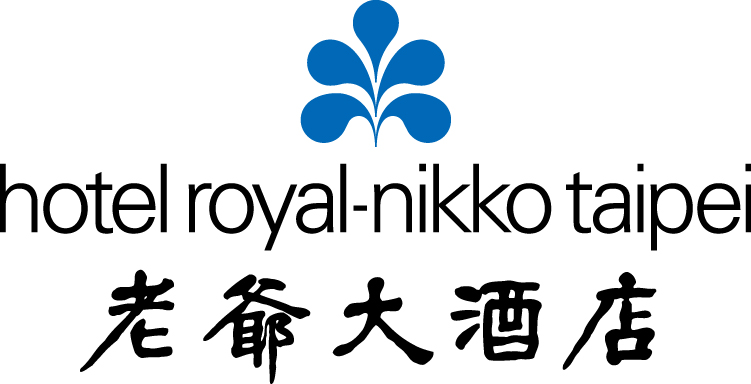 hotel royal-nikko taipei
老爺大酒店